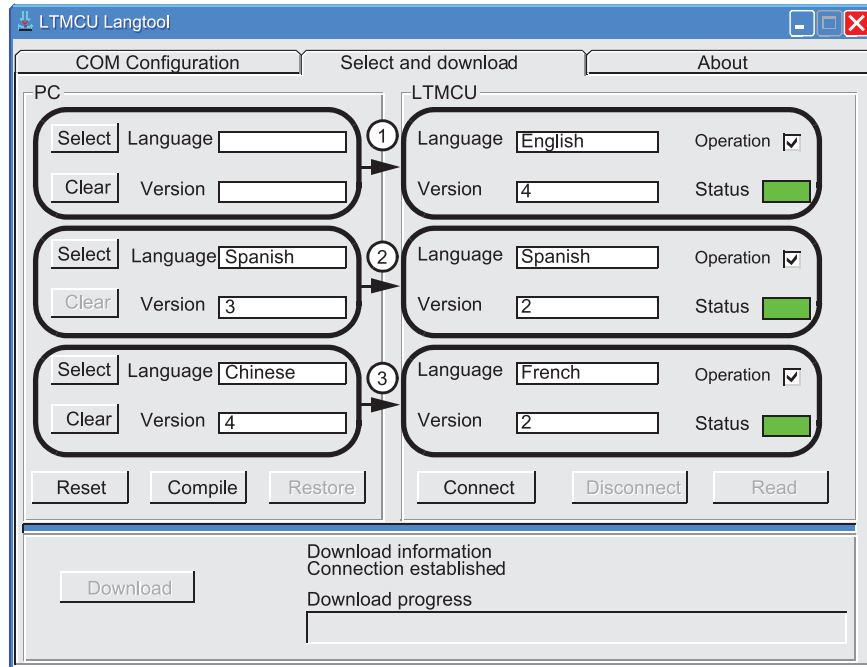 LTMCU Langtool
COM Configuration Select and download About
PC LTMCU
Select Language 1 Language English Operation
Clear Version Version 4 Status
Select Language Spanish 2 Language Spanish Operation
Clear Version 3 Version 2 Status
Select Language Chinese 3 Language French Operation
Clear Version 4 Version 2 Status
Reset Compile Restore Connect Disconnect Read
Download information
Connection established
Download
Download progress